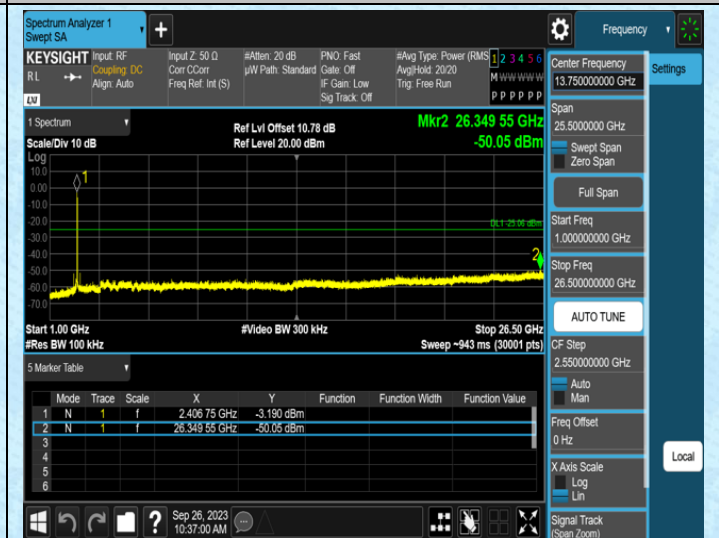 Spectrum Analyzer 1
Swept SA
Frequency
Settings
KEYSIGHT
RL
LXI
Input: RF
Coupling: DC
Align: Auto
Input Z: 50 Ω
Corr CCorr
Freq Ref: Int (S)
#Atten: 20 dB
µW Path: Standard
PNO: Fast
Gate: Off
IF Gain: Low
Sig Track: Off
#Avg Type: Power (RMS
Avg|Hold: 20/20
Trig: Free Run
1 2 3 4 5 6
M W W W W W
P P P P P P
1 Spectrum
Scale/Div 10 dB
Log
Ref Lvl Offset 10.78 dB
Ref Level 20.00 dBm
Mkr2 26.349 55 GHz
-50.05 dBm
10.0
0.00
-10.0
-20.0
-30.0
-40.0
-50.0
-60.0
-70.0
1
2
DL1 -25.06 dBm
Start 1.00 GHz
#Res BW 100 kHz
#Video BW 300 kHz
Stop 26.50 GHz
Sweep ~943 ms (30001 pts)
5 Marker Table
Mode Trace Scale X Y Function Function Width Function Value
1 N 1 f 2.406 75 GHz -3.190 dBm
2 N 1 f 26.349 55 GHz -50.05 dBm
3
4
5
6
Sep 26, 2023
10:37:00 AM
Center Frequency
13.750000000 GHz
Span
25.5000000 GHz
Swept Span
Zero Span
Full Span
Start Freq
1.000000000 GHz
Stop Freq
26.500000000 GHz
AUTO TUNE
CF Step
2.550000000 GHz
Auto
Man
Freq Offset
0 Hz
X Axis Scale
Log
Lin
Signal Track
(Span Zoom)
Local